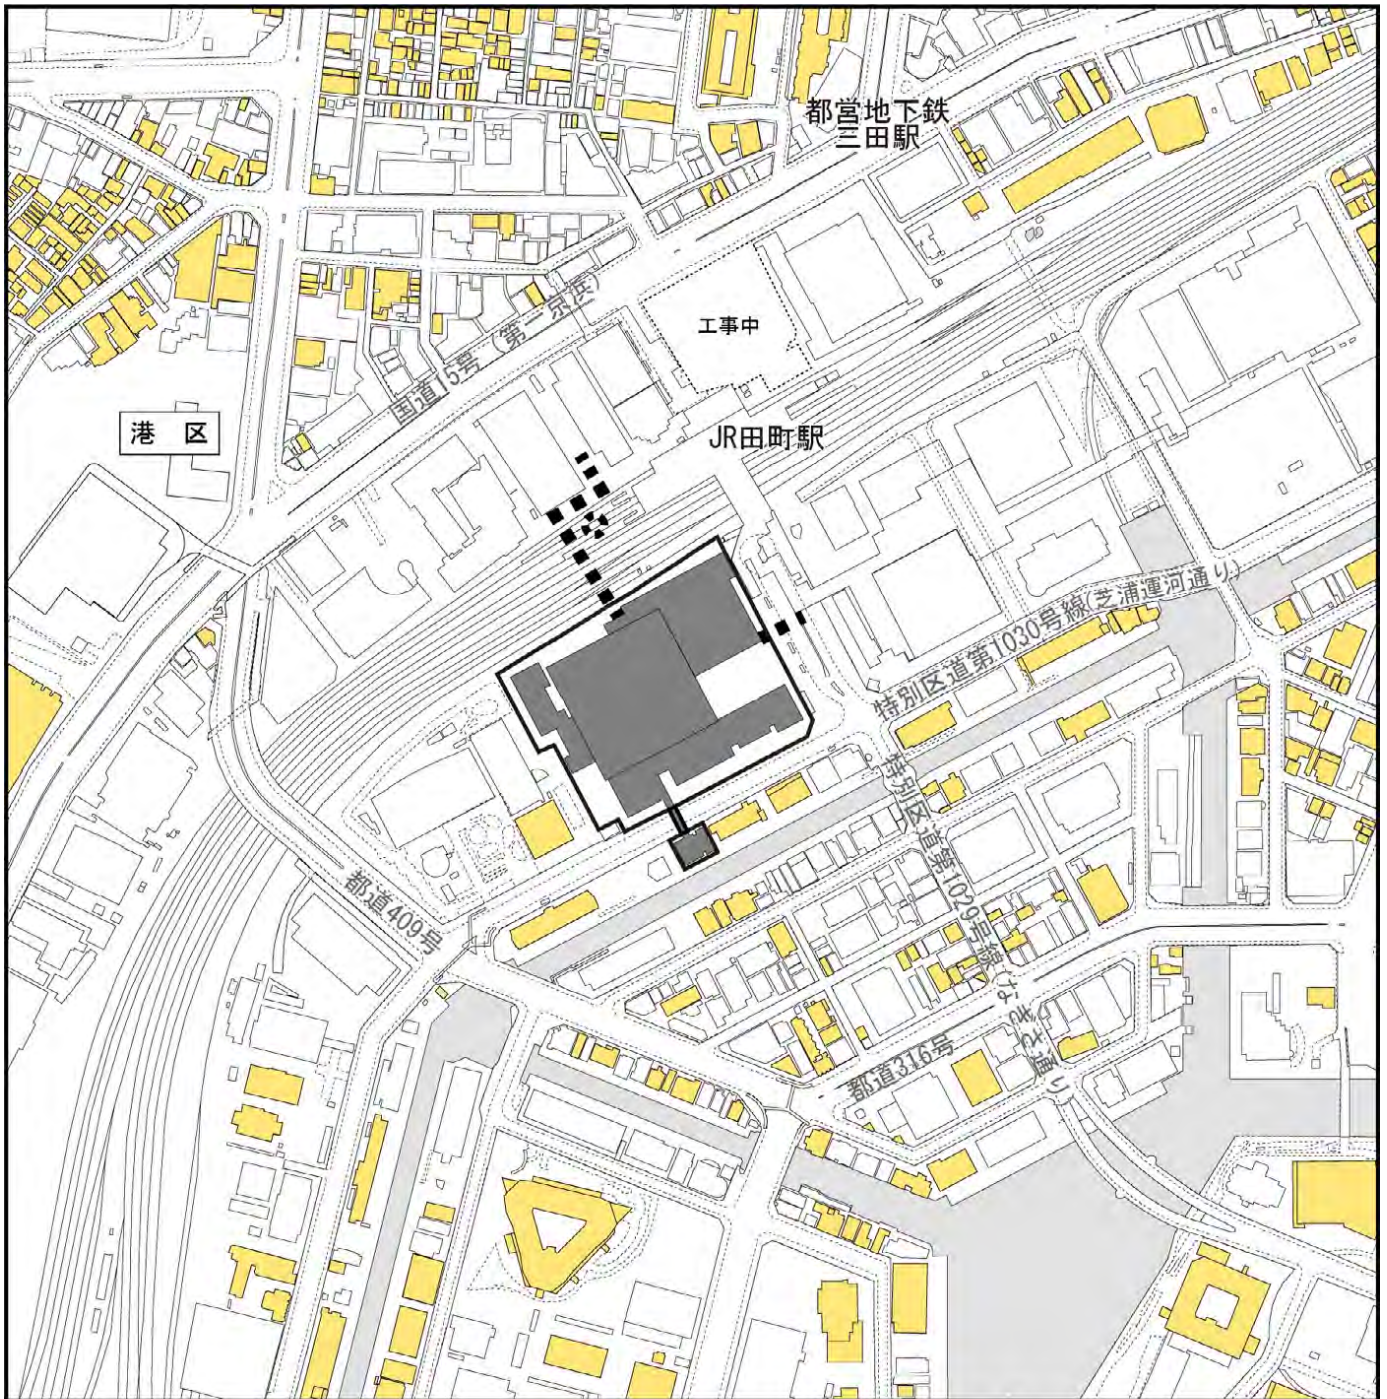 都営地下鉄
三田駅
工事中
国道15号（第一京浜）
港 区
JR田町駅
特別区道第1030号線(芝浦運河通り)
特別区道第1029号線（なぎさ通り）
都道409号
都道316号